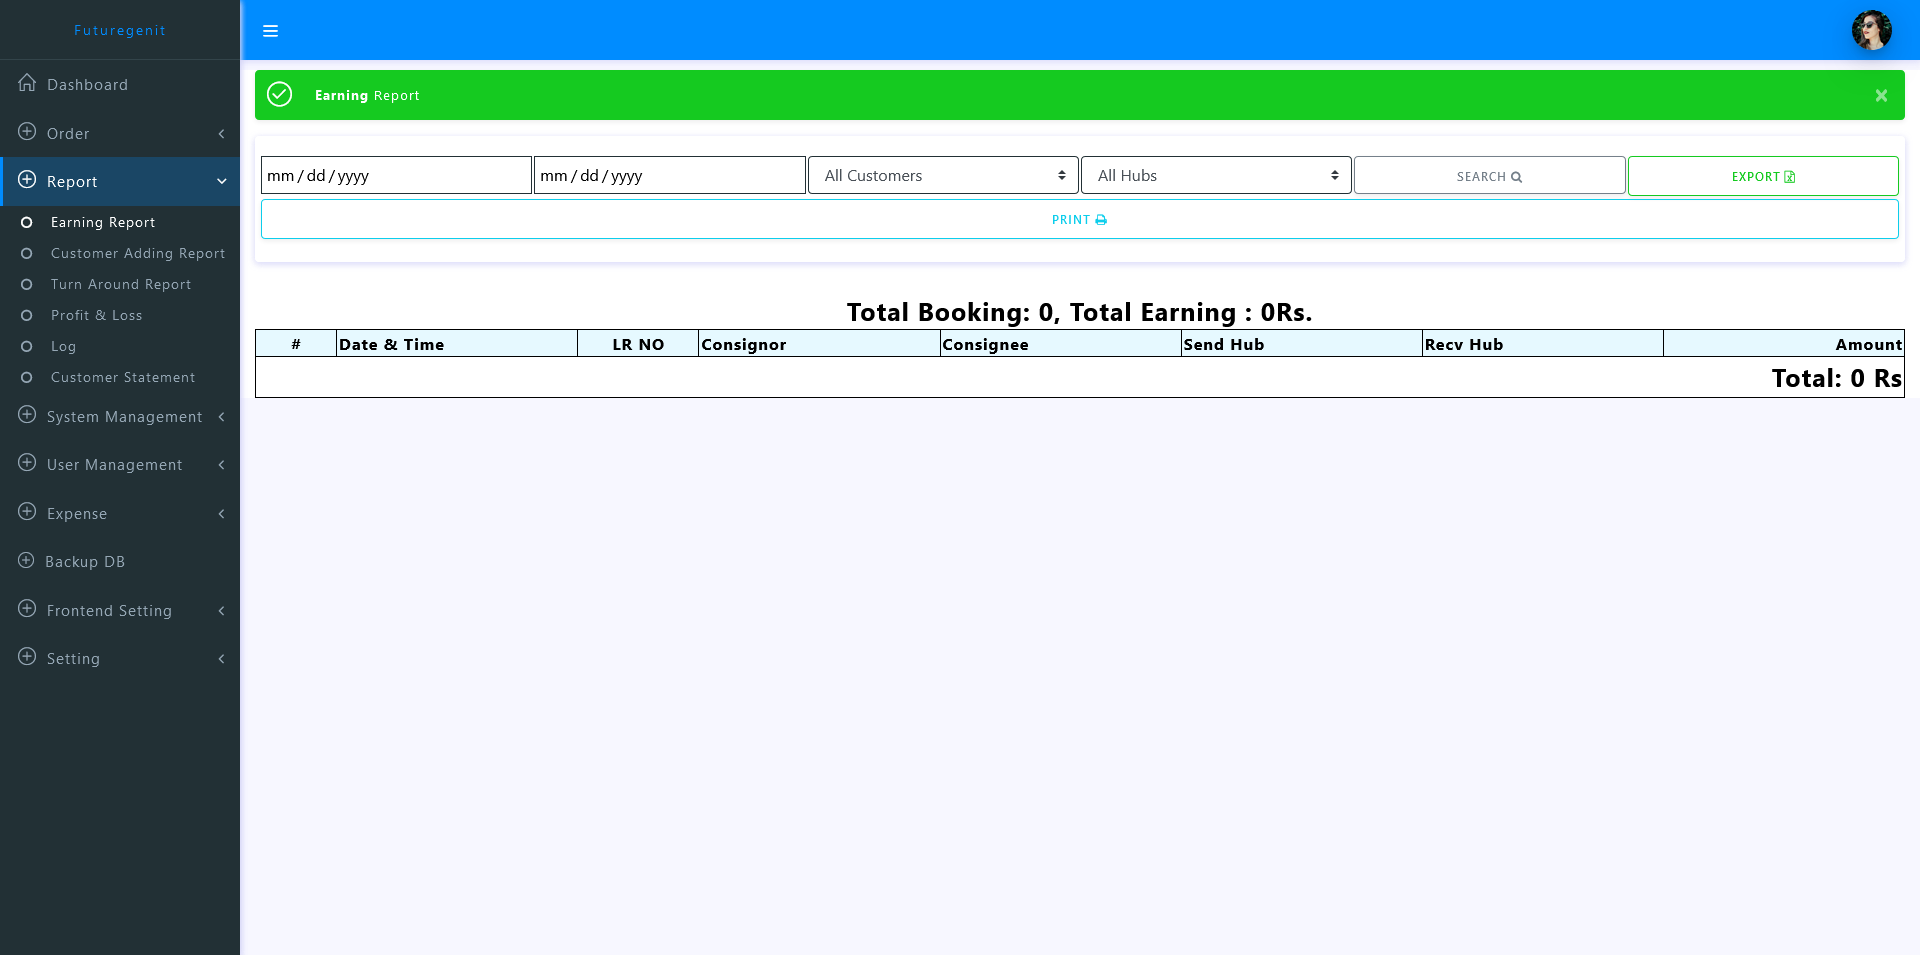 Futuregenit
Dashboard
Order
Report
Earning Report
Customer Adding Report
Turn Around Report
Profit & Loss
Log
Customer Statement
System Management
User Management
Expense
Backup DB
Frontend Setting
Setting
Earning Report
×
mm/dd/yyyy mm/dd/yyyy All Customers All Hubs SEARCH EXPORT
PRINT
Total Booking: 0, Total Earning : 0Rs.
# Date & Time LR NO Consignor Consignee Send Hub Recv Hub Amount
Total: 0 Rs